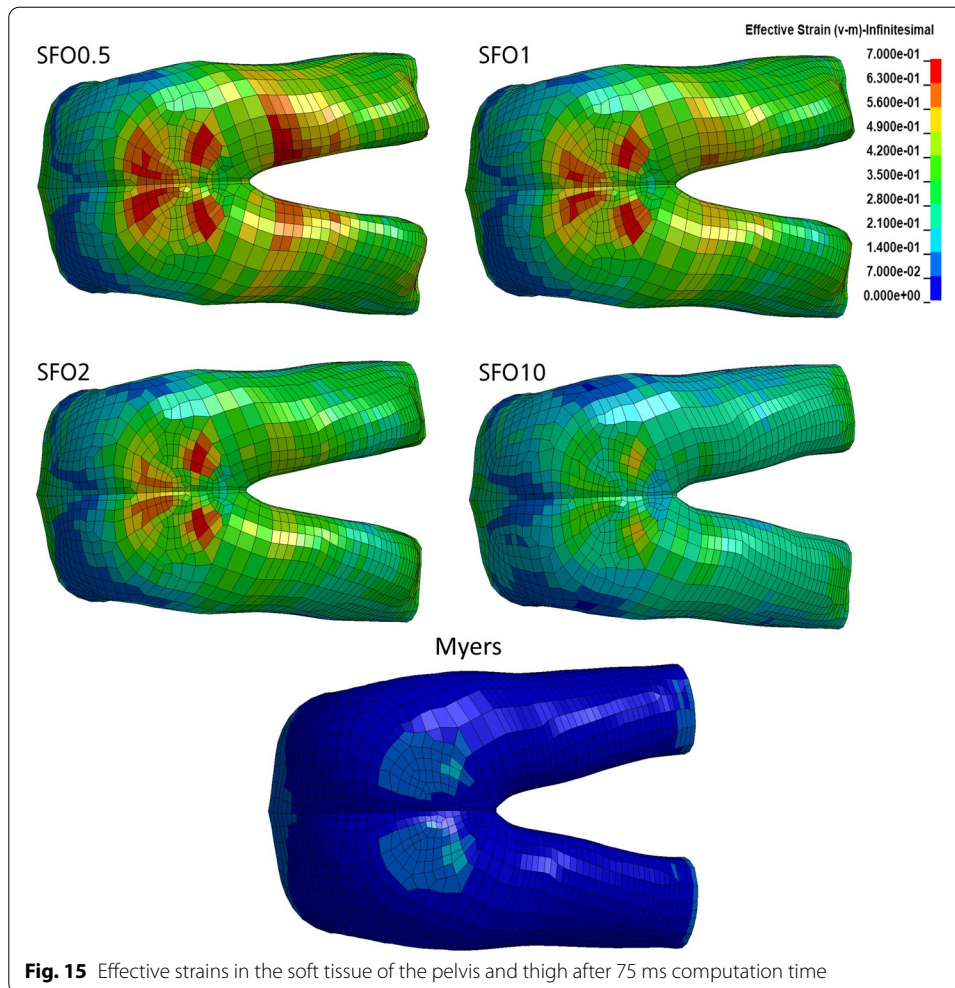 Effective Strain (v-m)-Infinitesimal
SFO0.5
SFO1
7.000e-01
6.300e-01
5.600e-01
4.900e-01
4.200e-01
3.500e-01
2.800e-01
2.100e-01
1.400e-01
7.000e-02
0.000e+00
SFO2
SFO10
Myers
Fig. 15 Effective strains in the soft tissue of the pelvis and thigh after 75 ms computation time